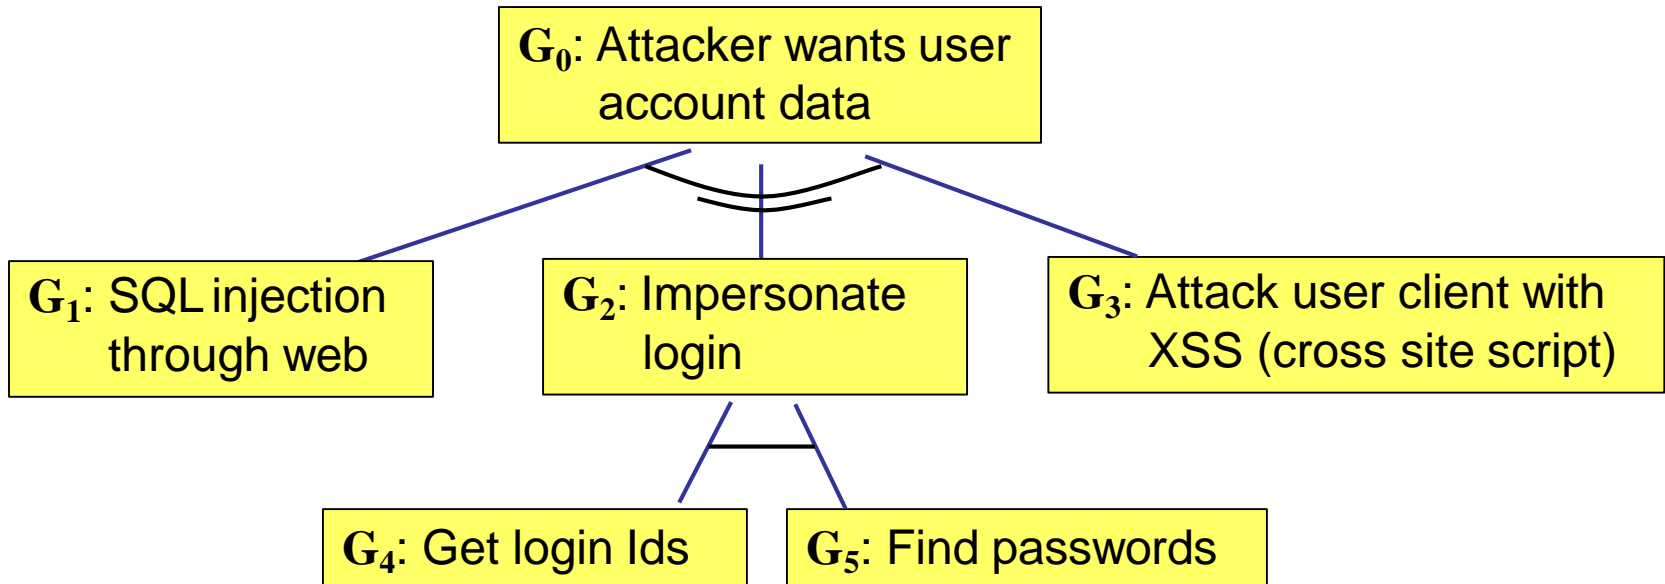 G₀: Attacker wants user
account data
G₁: SQL injection
through web
G₂: Impersonate
login
G₃: Attack user client with
XSS (cross site script)
G₄: Get login Ids
G₅: Find passwords